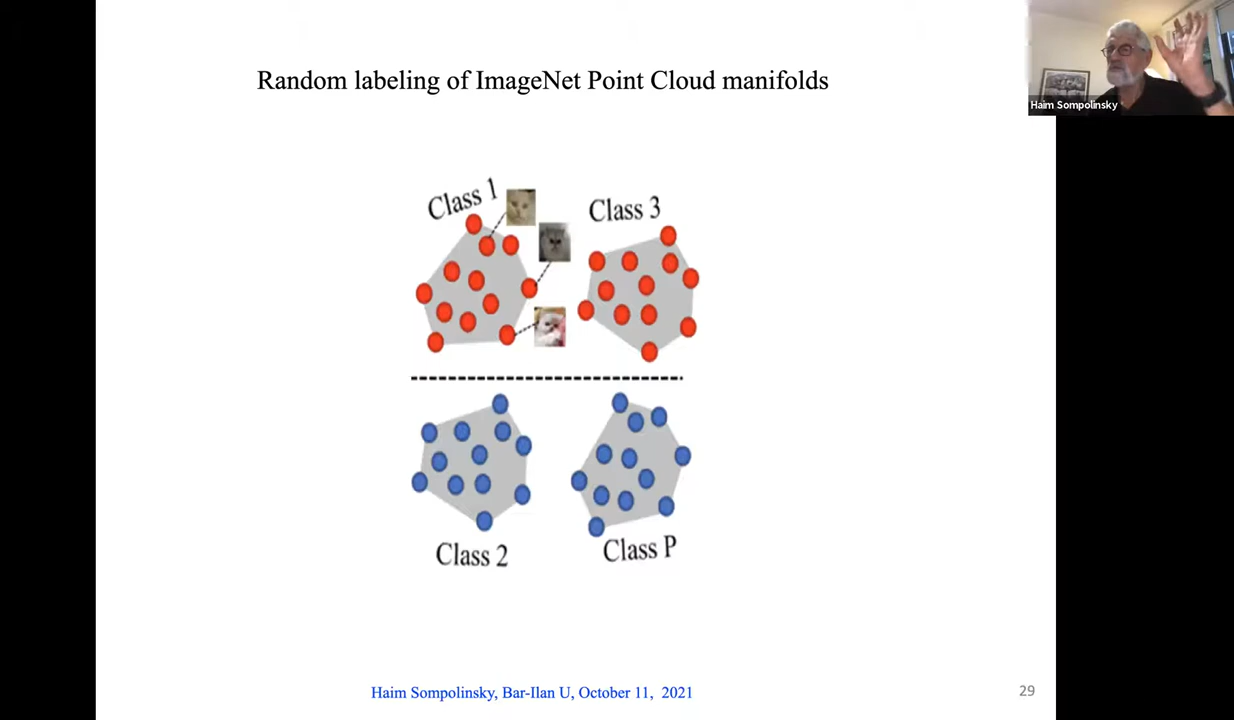 Haim Sompolinsky
Random labeling of ImageNet Point Cloud manifolds
Class 1
Class 3
Class 2
Class P
Haim Sompolinsky, Bar-Ilan U, October 11, 2021
29